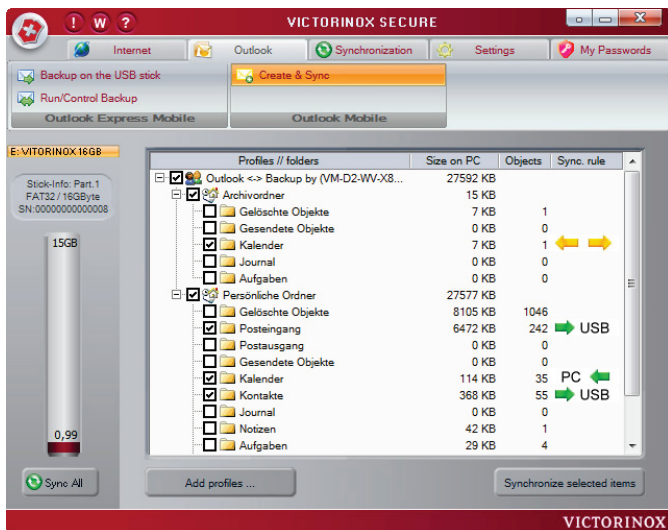 ! W ? VICTORINOX SECURE
Internet Outlook Synchronization Settings My Passwords
Backup on the USB stick Create & Sync
Run/Control Backup
Outlook Express Mobile Outlook Mobile
E: VITORINOX16GB
Stick-Info: Part.1
FAT32 / 16GByte
SN:00000000000008
15GB
0,99
Sync All
Profiles // folders Size on PC Objects Sync. rule
Outlook <-> Backup by (VM-D2-WV-X8... 27592 KB
Archivordner 15 KB
Gelöschte Objekte 7 KB 1
Gesendete Objekte 0 KB 0
Kalender 7 KB 1
Journal 0 KB 0
Aufgaben 0 KB 0
Persönliche Ordner 27577 KB
Gelöschte Objekte 8105 KB 1046
Posteingang 6472 KB 242 USB
Postausgang 0 KB 0
Gesendete Objekte 0 KB 0
Kalender 114 KB 35 PC
Kontakte 368 KB 55 USB
Journal 0 KB 0
Notizen 42 KB 1
Aufgaben 29 KB 4
Add profiles ... Synchronize selected items
VICTORINOX